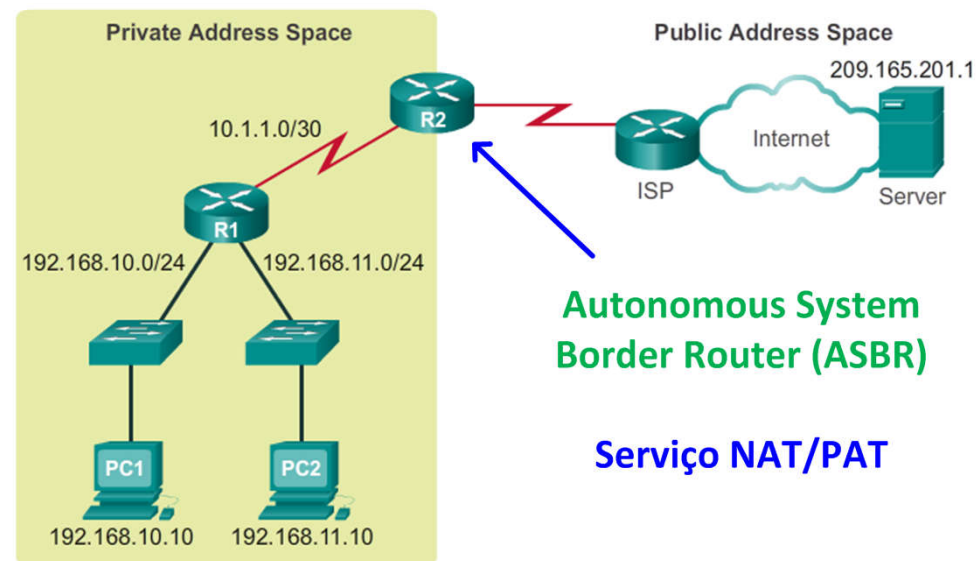 Private Address Space
Public Address Space
209.165.201.1
R2
10.1.1.0/30
Internet
ISP
Server
R1
192.168.10.0/24
192.168.11.0/24
Autonomous System
Border Router (ASBR)
Serviço NAT/PAT
PC1
PC2
192.168.10.10
192.168.11.10